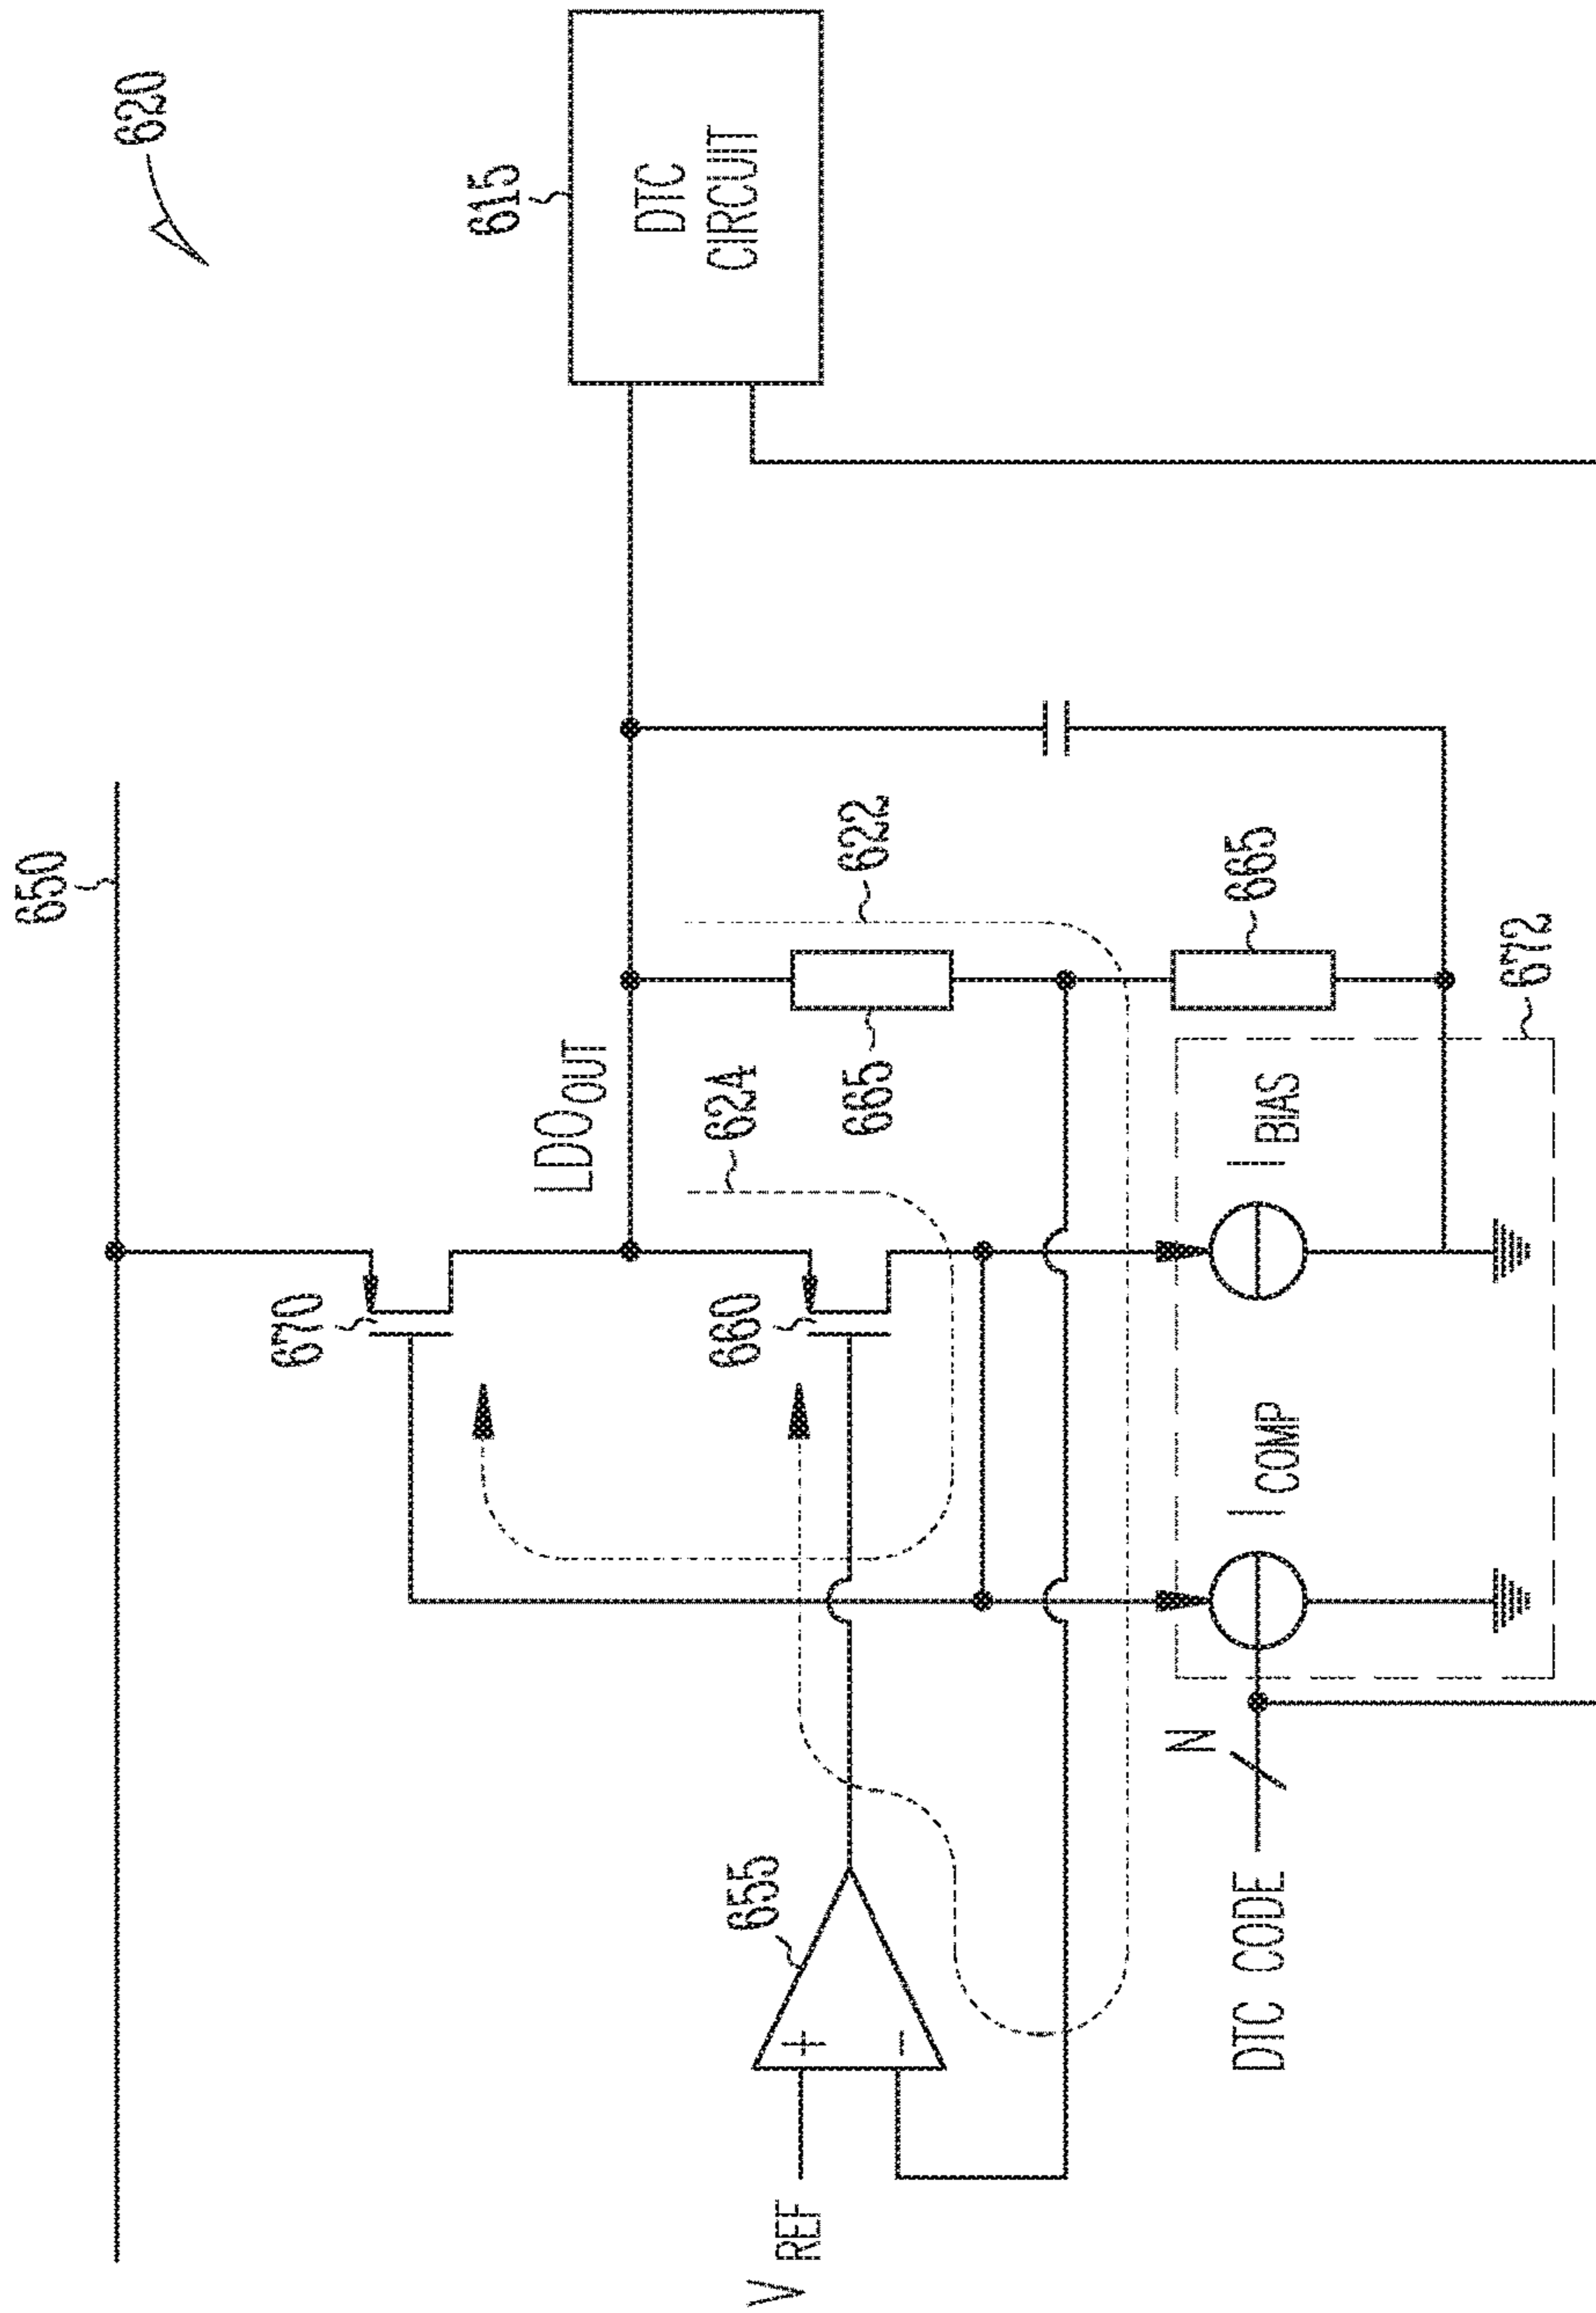 620
650
615
DTC
CIRCUIT
670
LDO OUT
624
622
660
665
665
655
V REF
I COMP
I BIAS
672
N
DTC CODE